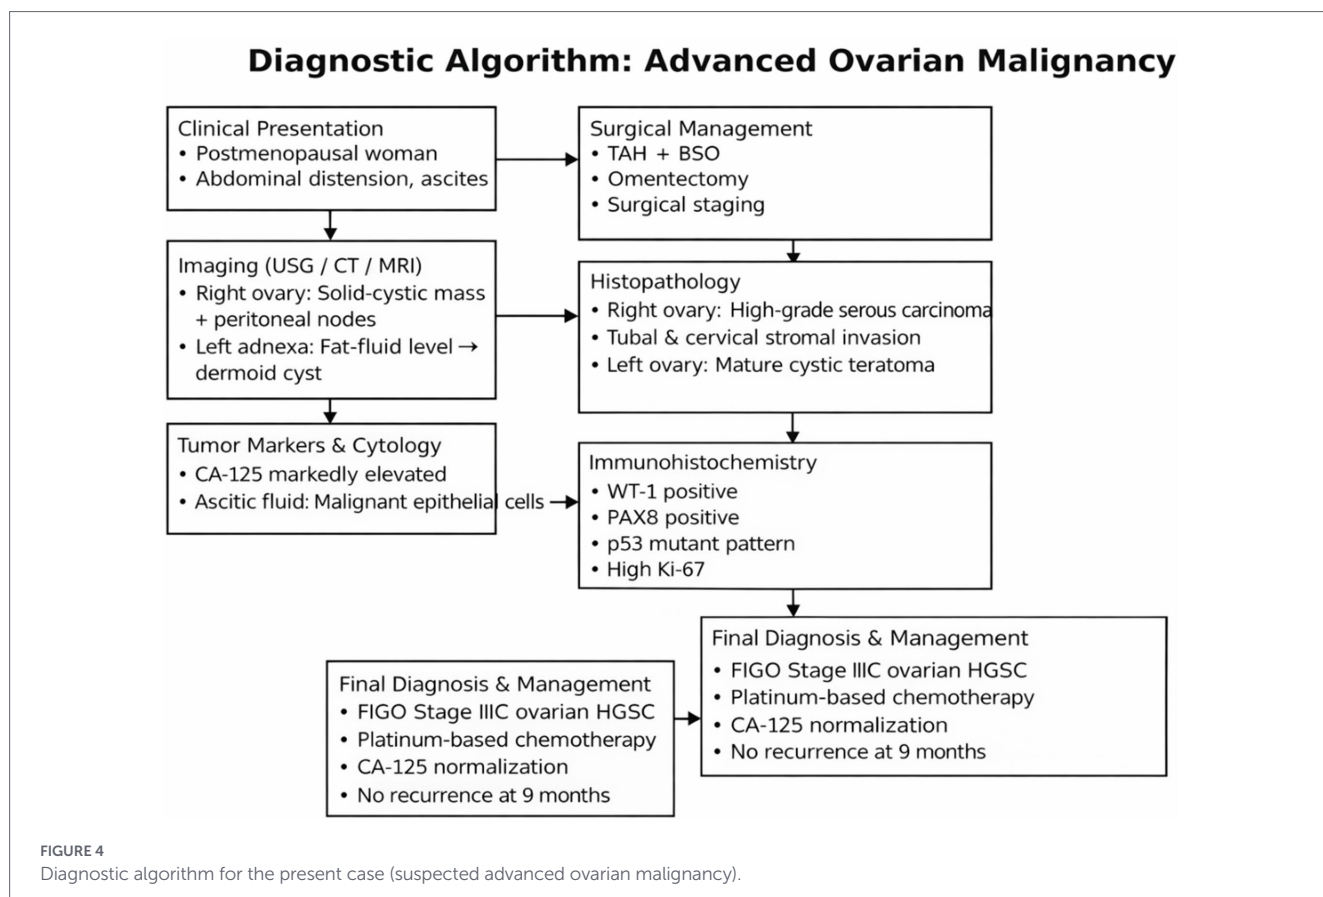 Diagnostic Algorithm: Advanced Ovarian Malignancy
Clinical Presentation
• Postmenopausal woman
• Abdominal distension, ascites
Imaging (USG / CT / MRI)
• Right ovary: Solid-cystic mass
+ peritoneal nodes
• Left adnexa: Fat-fluid level →
dermoid cyst
Tumor Markers & Cytology
• CA-125 markedly elevated
• Ascitic fluid: Malignant epithelial cells
Surgical Management
• TAH + BSO
• Omentectomy
• Surgical staging
Histopathology
• Right ovary: High-grade serous carcinoma
• Tubal & cervical stromal invasion
• Left ovary: Mature cystic teratoma
Immunohistochemistry
• WT-1 positive
• PAX8 positive
• p53 mutant pattern
• High Ki-67
Final Diagnosis & Management
• FIGO Stage IIIC ovarian HGSC
• Platinum-based chemotherapy
• CA-125 normalization
• No recurrence at 9 months
Final Diagnosis & Management
• FIGO Stage IIIC ovarian HGSC
• Platinum-based chemotherapy
• CA-125 normalization
• No recurrence at 9 months
FIGURE 4
Diagnostic algorithm for the present case (suspected advanced ovarian malignancy).